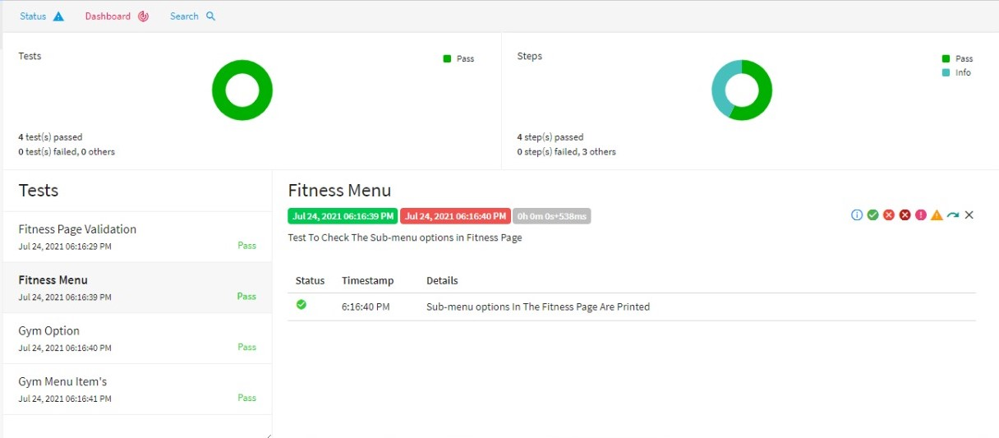 Status Dashboard Search
Tests
Pass
4 test(s) passed
0 test(s) failed, 0 others
Steps
Pass
Info
4 step(s) passed
0 step(s) failed, 3 others
Tests
Fitness Page Validation
Jul 24, 2021 06:16:29 PM Pass
Fitness Menu
Jul 24, 2021 06:16:39 PM Pass
Gym Option
Jul 24, 2021 06:16:40 PM Pass
Gym Menu Item's
Jul 24, 2021 06:16:41 PM Pass
Fitness Menu
Jul 24, 2021 06:16:39 PM Jul 24, 2021 06:16:40 PM 0h 0m 0s+538ms
Test To Check The Sub-menu options in Fitness Page
Status Timestamp Details
6:16:40 PM Sub-menu options In The Fitness Page Are Printed